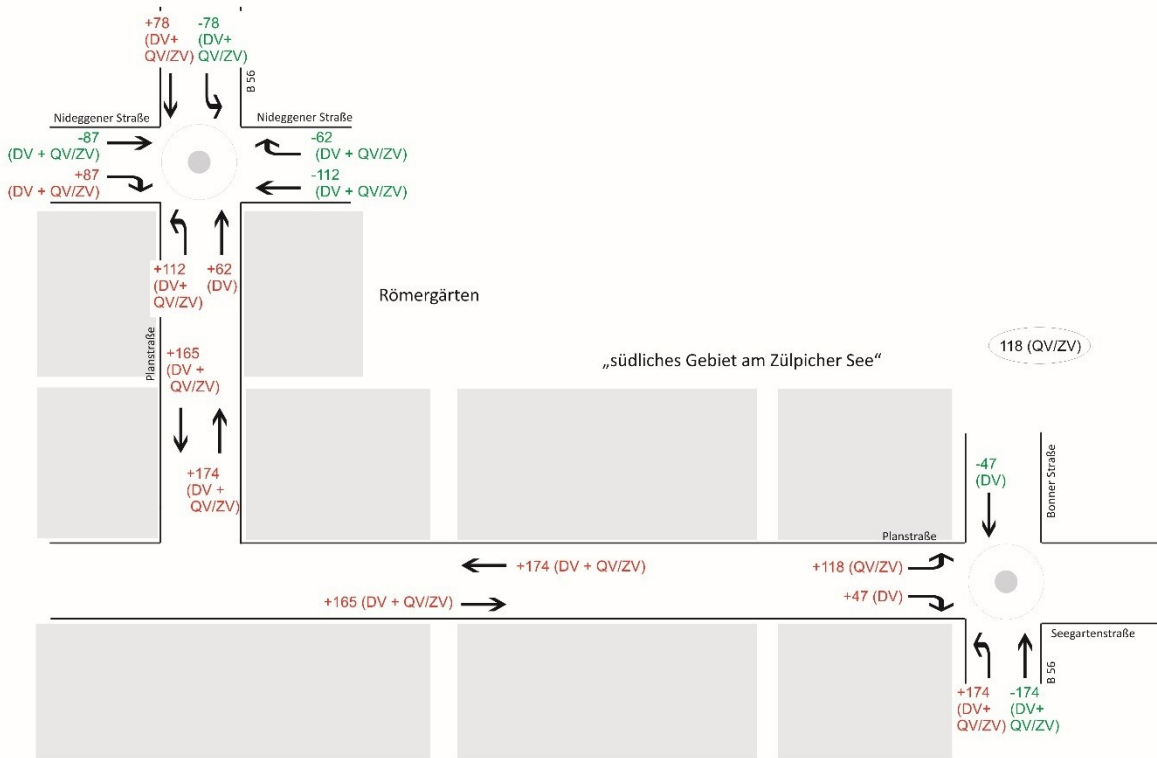 +78
(DV+
QV/ZV)
-78
(DV+
QV/ZV)
B 56
Nideggener Straße
Nideggener Straße
-87
(DV + QV/ZV)
-62
(DV + QV/ZV)
+87
(DV + QV/ZV)
-112
(DV + QV/ZV)
+112
(DV+
QV/ZV)
+62
(DV)
Römergärten
Planstraße
+165
(DV +
QV/ZV)
118 (QV/ZV)
„südliches Gebiet am Zülpicher See“
+174
(DV +
QV/ZV)
-47
(DV)
Bonner Straße
Planstraße
+174 (DV + QV/ZV)
+118 (QV/ZV)
+165 (DV + QV/ZV)
+47 (DV)
Seegartenstraße
B 56
+174
(DV+
QV/ZV)
-174
(DV+
QV/ZV)